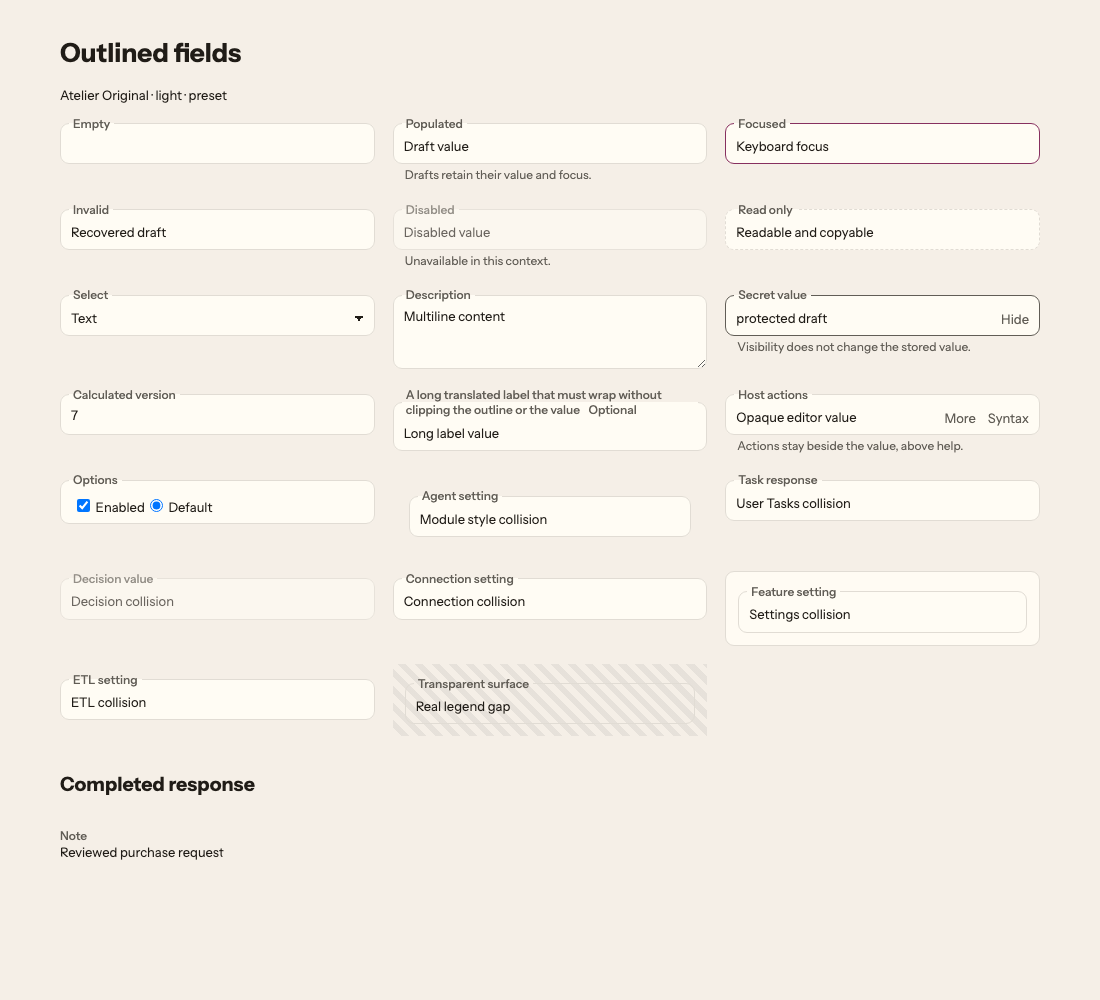 Outlined fields
Atelier Original · light · preset
Empty
Populated
Draft value
Drafts retain their value and focus.
Focused
Keyboard focus
Invalid
Recovered draft
Disabled
Disabled value
Unavailable in this context.
Read only
Readable and copyable
Select
Text
Description
Multiline content
Secret value
protected draft
Hide
Visibility does not change the stored value.
Calculated version
7
A long translated label that must wrap without
clipping the outline or the value Optional
Long label value
Host actions
Opaque editor value
More Syntax
Actions stay beside the value, above help.
Options
Enabled Default
Agent setting
Module style collision
Task response
User Tasks collision
Decision value
Decision collision
Connection setting
Connection collision
Feature setting
Settings collision
ETL setting
ETL collision
Transparent surface
Real legend gap
Completed response
Note
Reviewed purchase request